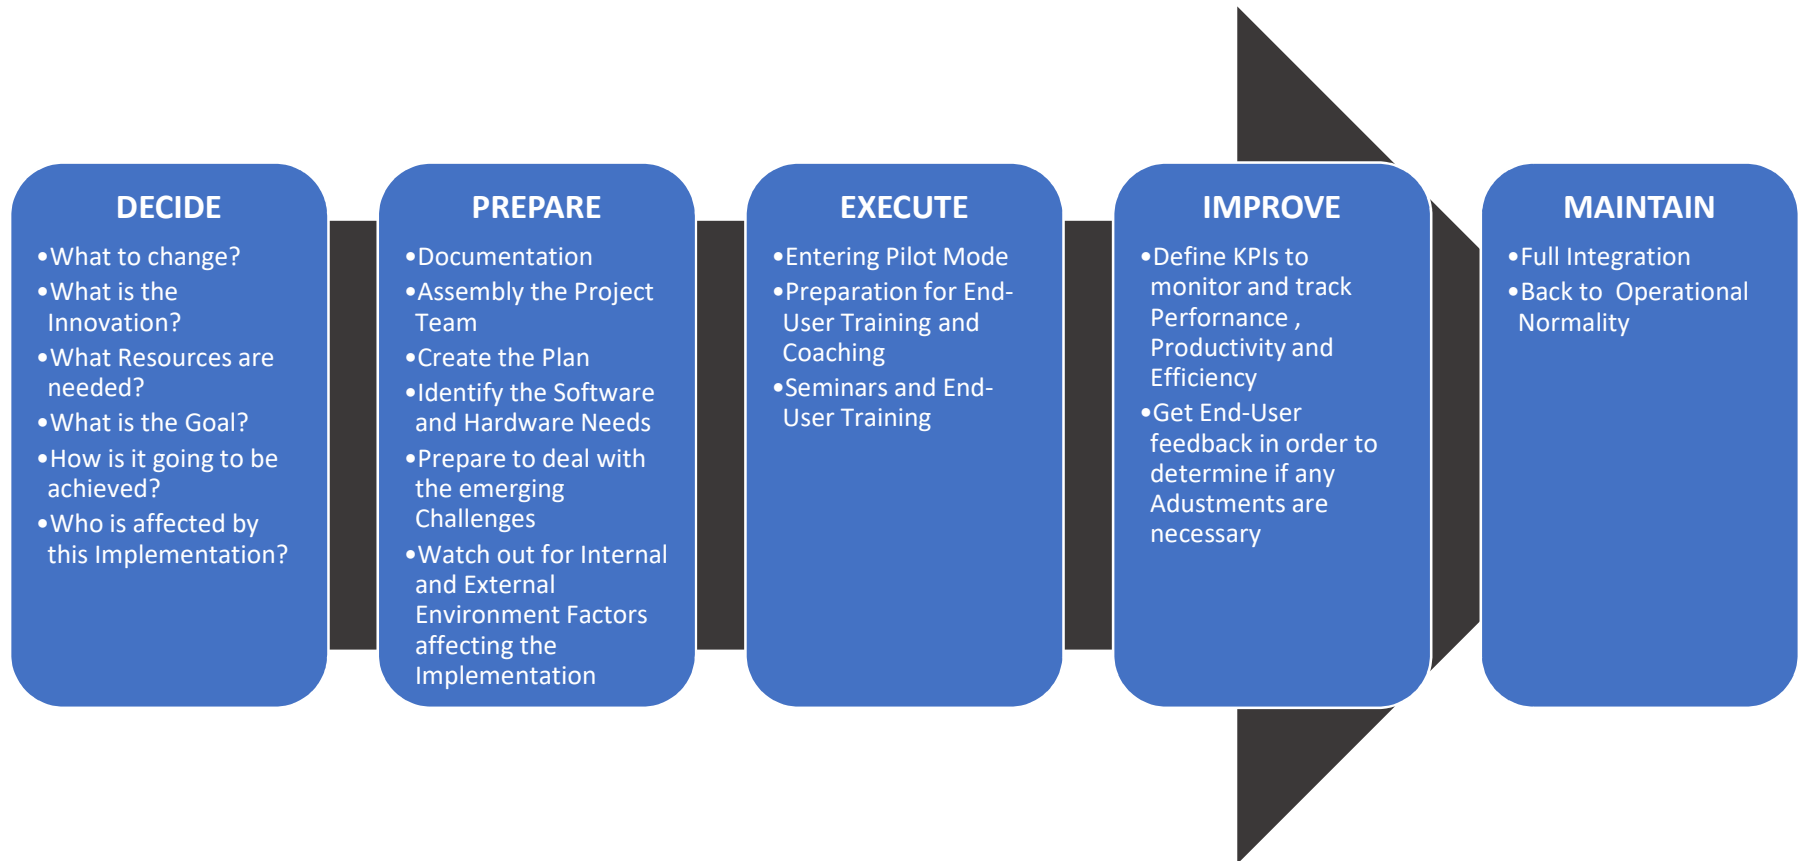 DECIDE
•What to change?
•What is the
Innovation?
•What Resources are
needed?
•What is the Goal?
•How is it going to be
achieved?
•Who is affected by
this Implementation?
PREPARE
•Documentation
•Assembly the Project
Team
•Create the Plan
•Identify the Software
and Hardware Needs
•Prepare to deal with
the emerging
Challenges
•Watch out for Internal
and External
Environment Factors
affecting the
Implementation
EXECUTE
•Entering Pilot Mode
•Preparation for End-
User Training and
Coaching
•Seminars and End-
User Training
IMPROVE
•Define KPIs to
monitor and track
Perfornance ,
Productivity and
Efficiency
•Get End-User
feedback in order to
determine if any
Adustments are
necessary
MAINTAIN
•Full Integration
•Back to  Operational
Normality